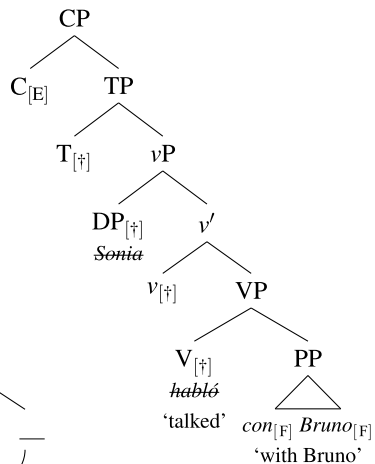 CP
C[E] TP
T[†] vP
DP[†] v′
Sonia
v[†] VP
V[†] PP
habló con[F] Bruno[F]
‘talked’ ‘with Bruno’